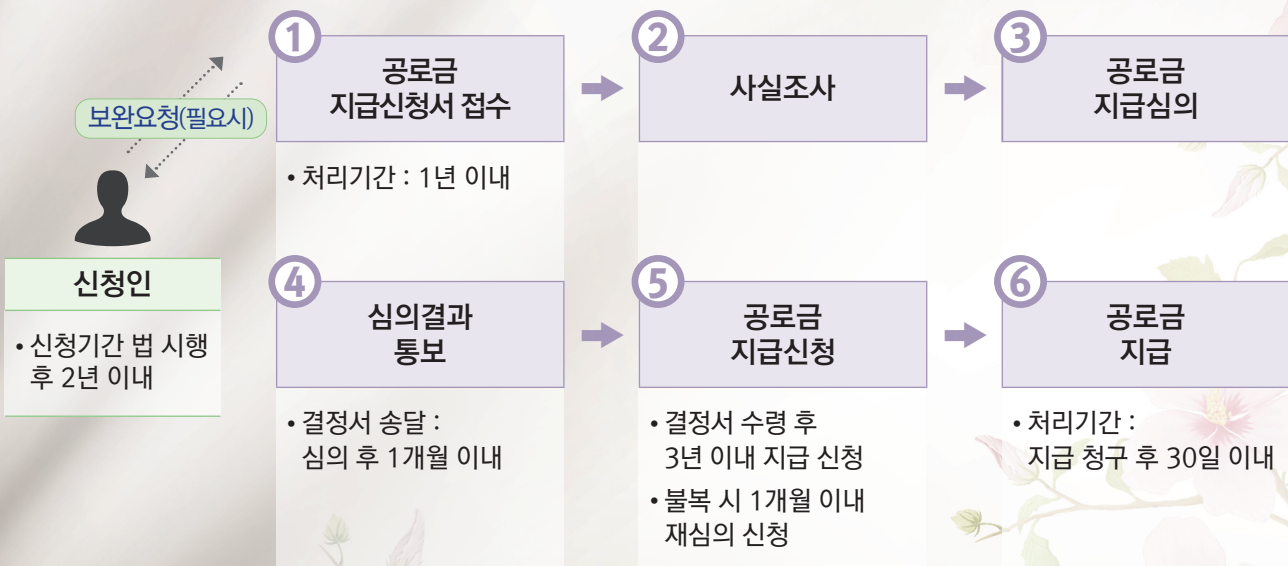 보완요청(필요시)
신청인
• 신청기간 법 시행
후 2년 이내
1
공로금
지급신청서 접수
• 처리기간 : 1년 이내
2
사실조사
3
공로금
지급심의
4
심의결과
통보
• 결정서 송달 :
심의 후 1개월 이내
5
공로금
지급신청
• 결정서 수령 후
3년 이내 지급 신청
• 불복 시 1개월 이내
재심의 신청
6
공로금
지급
• 처리기간 :
지급 청구 후 30일 이내